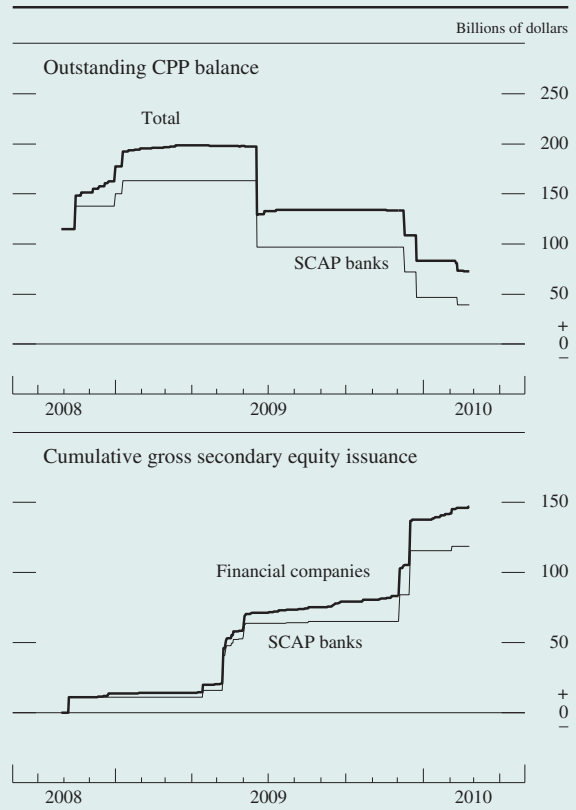 Billions of dollars
Outstanding CPP balance
250
Total
200
150
100
SCAP banks
50
+
0
–
2008 2009 2010
Cumulative gross secondary equity issuance
150
100
Financial companies
SCAP banks
50
+
0
–
2008 2009 2010